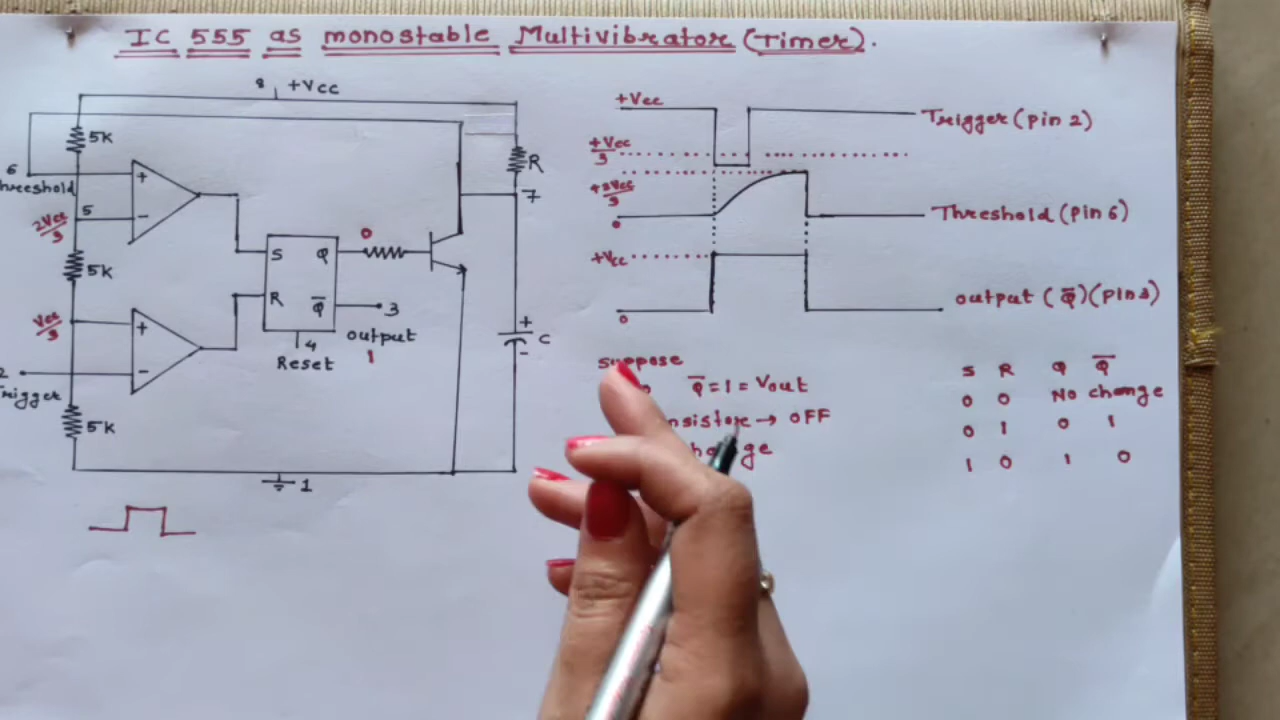 IC 555 as monostable Multivibrator (Timer).
8 +Vcc
5K
6
Threshold
+
-
5
2Vcc/3
5K
R
7
S Q
0
R Q̅
3
output
1
4
Reset
Vcc/3
+
-
2
Trigger
5K
+
C
-
1
+Vcc
Trigger (pin 2)
+Vcc/3
+2Vcc/3
0
Threshold (pin 6)
+Vcc
output (Q̅) (pin 3)
0
suppose
Q̅ = 1 = Vout
→ OFF
S R Q Q̅
0 0 No change
0 1 0 1
1 0 1 0